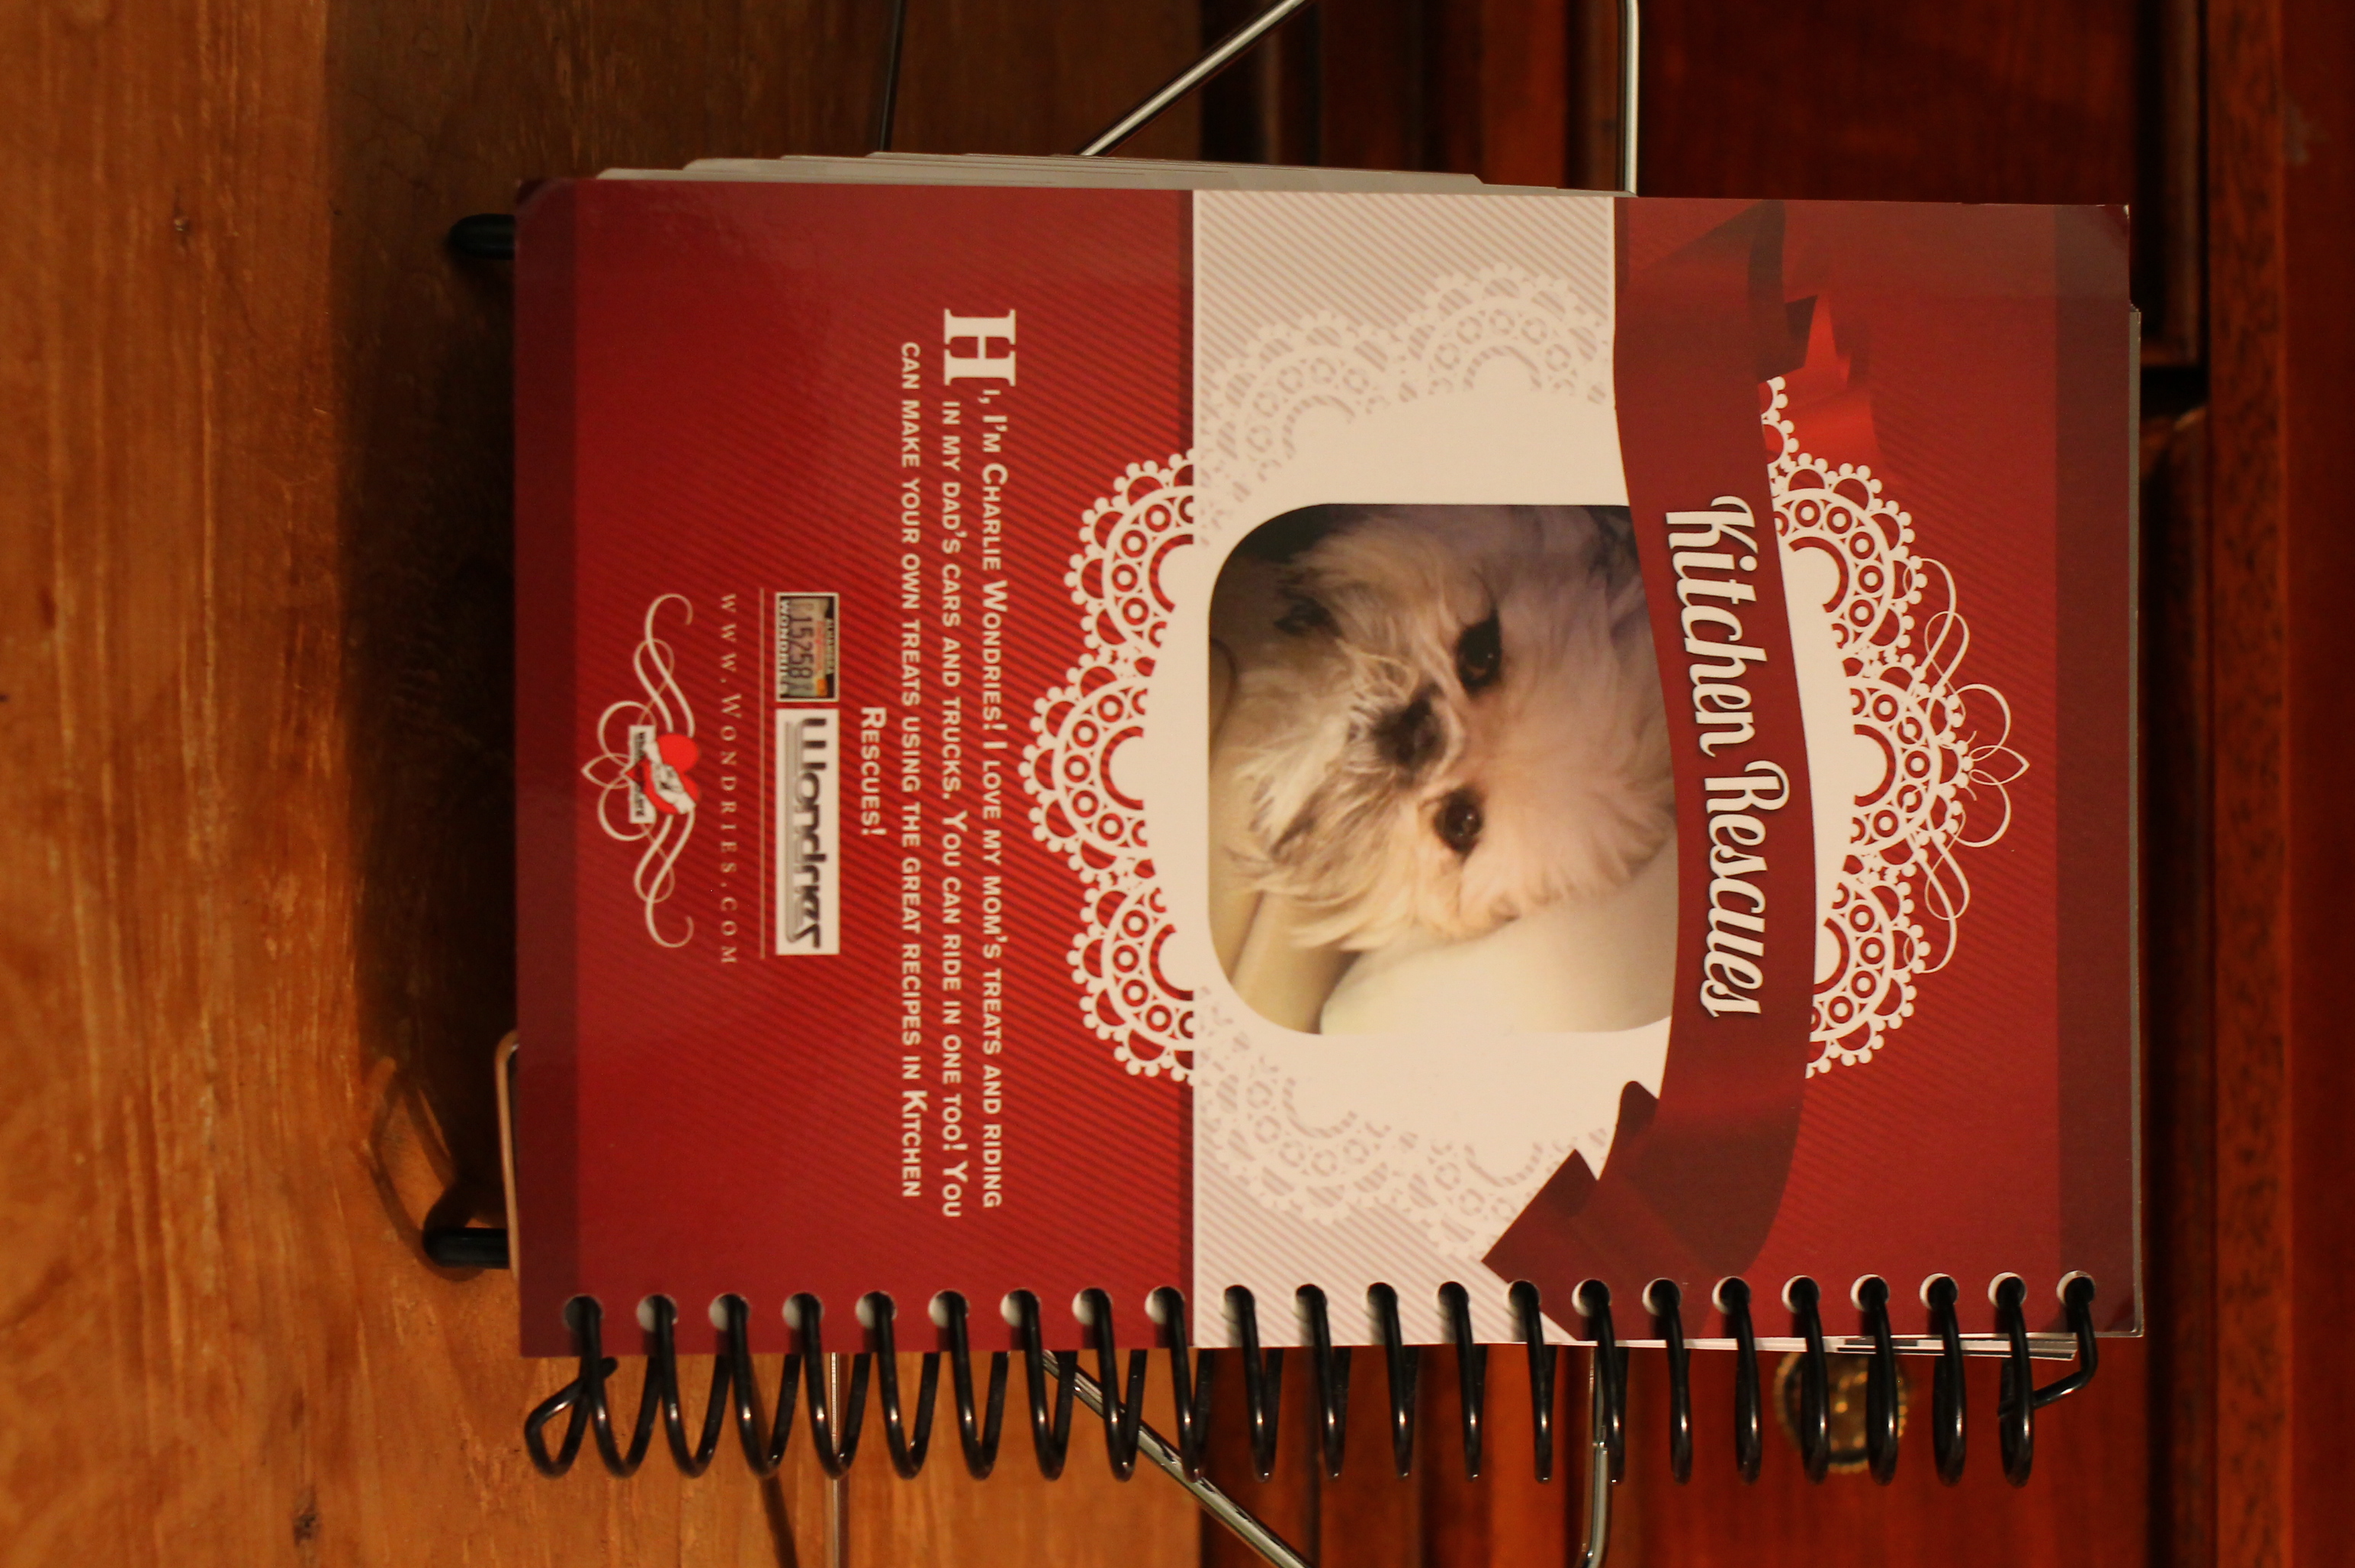 Kitchen Rescues
Hi, I'm Charlie Wondries! I love my mom's treats and riding
in my dad's cars and trucks. You can ride in one too! You
can make your own treats using the great recipes in Kitchen
Rescues!
ALHAMBRA
15258
WONDRIES
Wondries
www.Wondries.com